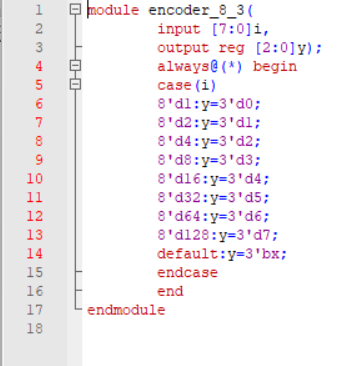 1 module encoder_8_3(
2 input [7:0]i,
3 output reg [2:0]y);
4 always@(*) begin
5 case(i)
6 8'd1:y=3'd0;
7 8'd2:y=3'd1;
8 8'd4:y=3'd2;
9 8'd8:y=3'd3;
10 8'd16:y=3'd4;
11 8'd32:y=3'd5;
12 8'd64:y=3'd6;
13 8'd128:y=3'd7;
14 default:y=3'bx;
15 endcase
16 end
17 endmodule
18